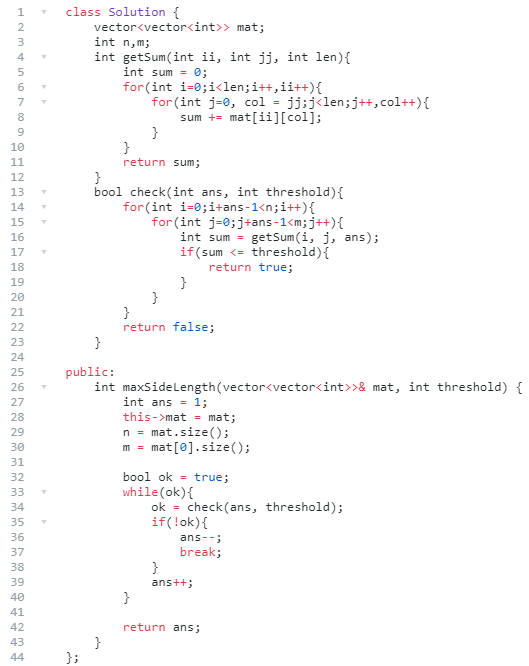 1 class Solution {
2     vector<vector<int>> mat;
3     int n,m;
4     int getSum(int ii, int jj, int len){
5         int sum = 0;
6         for(int i=0;i<len;i++,ii++){
7             for(int j=0, col = jj;j<len;j++,col++){
8                 sum += mat[ii][col];
9             }
10         }
11         return sum;
12     }
13     bool check(int ans, int threshold){
14         for(int i=0;i+ans-1<n;i++){
15             for(int j=0;j+ans-1<m;j++){
16                 int sum = getSum(i, j, ans);
17                 if(sum <= threshold){
18                     return true;
19                 }
20             }
21         }
22         return false;
23     }
24
25 public:
26     int maxSideLength(vector<vector<int>>& mat, int threshold) {
27         int ans = 1;
28         this->mat = mat;
29         n = mat.size();
30         m = mat[0].size();
31
32         bool ok = true;
33         while(ok){
34             ok = check(ans, threshold);
35             if(!ok){
36                 ans--;
37                 break;
38             }
39             ans++;
40         }
41
42         return ans;
43     }
44 };